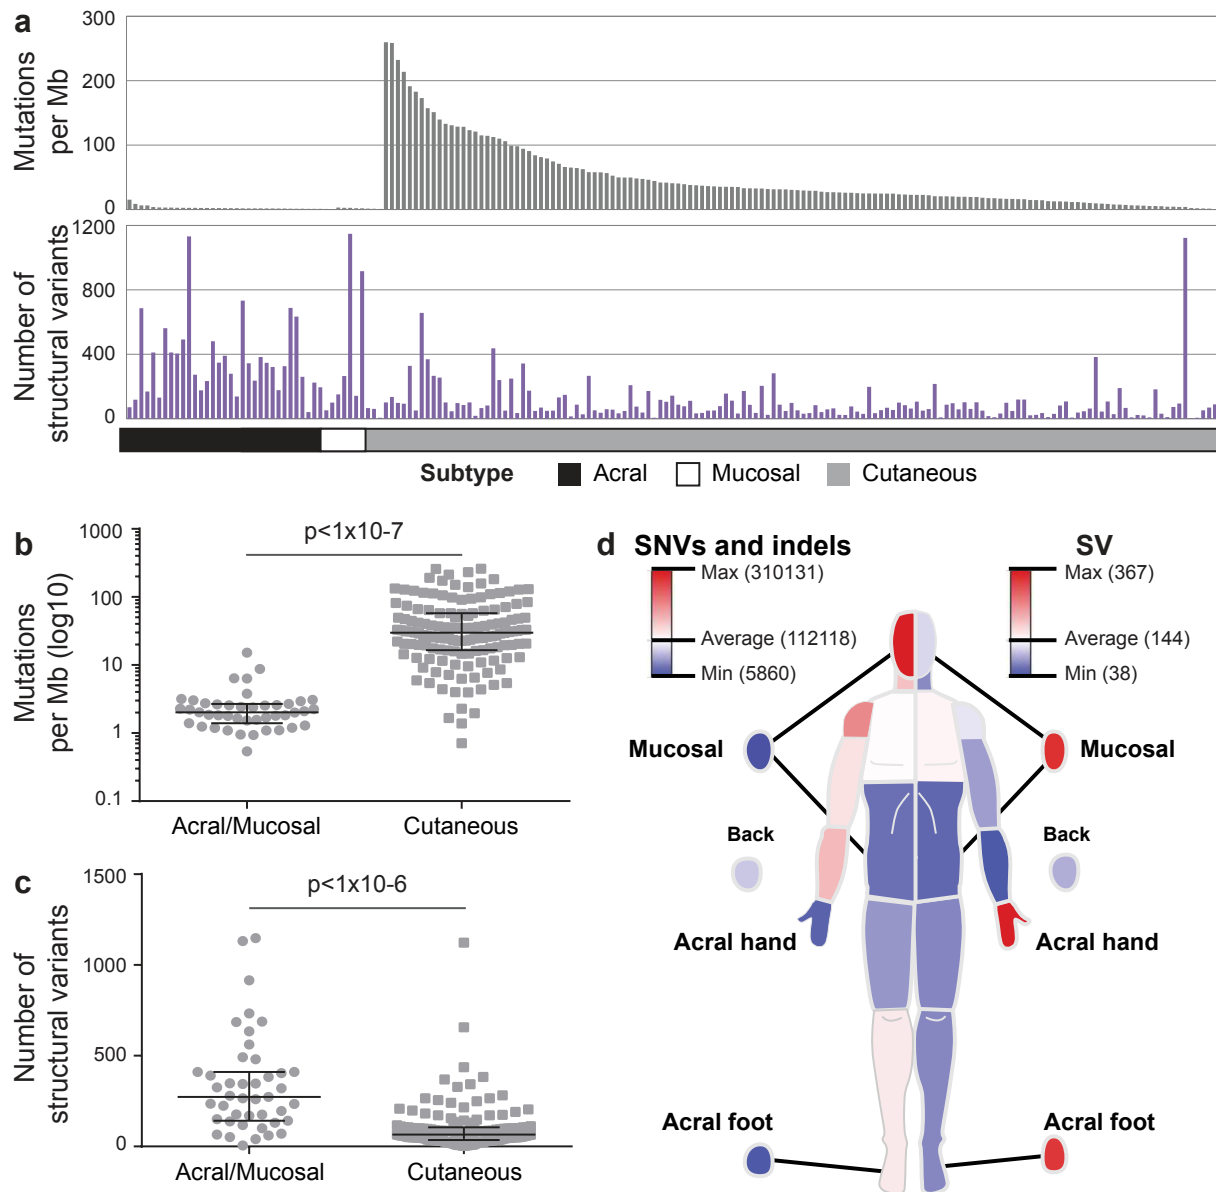 a
Mutations
per Mb
300
200
100
0
Number of
structural variants
1200
800
400
0
Subtype Acral Mucosal Cutaneous
b
Mutations
per Mb (log10)
1000
100
10
1
0.1
p<1x10-7
Acral/Mucosal Cutaneous
c
Number of
structural variants
1500
1000
500
0
p<1x10-6
Acral/Mucosal Cutaneous
d SNVs and indels SV
Max (310131) Max (367)
Average (112118) Average (144)
Min (5860) Min (38)
Mucosal Mucosal
Back Back
Acral hand Acral hand
Acral foot Acral foot